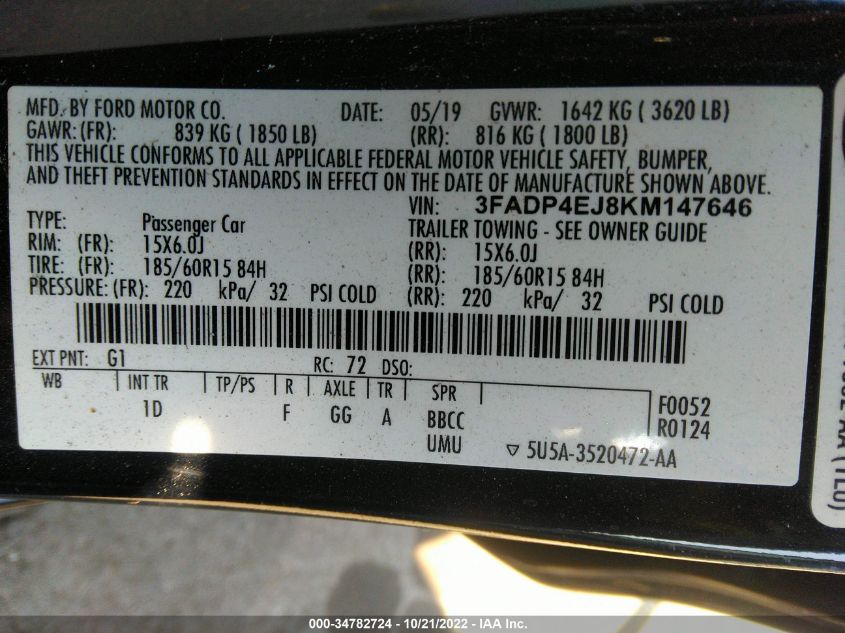 MFD. BY FORD MOTOR CO. DATE: 05/19 GVWR: 1642 KG ( 3620 LB)
GAWR: (FR): 839 KG ( 1850 LB) (RR): 816 KG ( 1800 LB)
THIS VEHICLE CONFORMS TO ALL APPLICABLE FEDERAL MOTOR VEHICLE SAFETY, BUMPER,
AND THEFT PREVENTION STANDARDS IN EFFECT ON THE DATE OF MANUFACTURE SHOWN ABOVE.
VIN: 3FADP4EJ8KM147646
TYPE: Passenger Car TRAILER TOWING - SEE OWNER GUIDE
RIM: (FR): 15X6.0J (RR): 15X6.0J
TIRE: (FR): 185/60R15 84H (RR): 185/60R15 84H
PRESSURE: (FR): 220 kPa/ 32 PSI COLD (RR): 220 kPa/ 32 PSI COLD
EXT PNT: G1 RC: 72 DSO:
WB INT TR TP/PS R AXLE TR SPR
1D F GG A BBCC F0052
UMU R0124
5U5A-3520472-AA
000-34782724 - 10/21/2022 - IAA Inc.